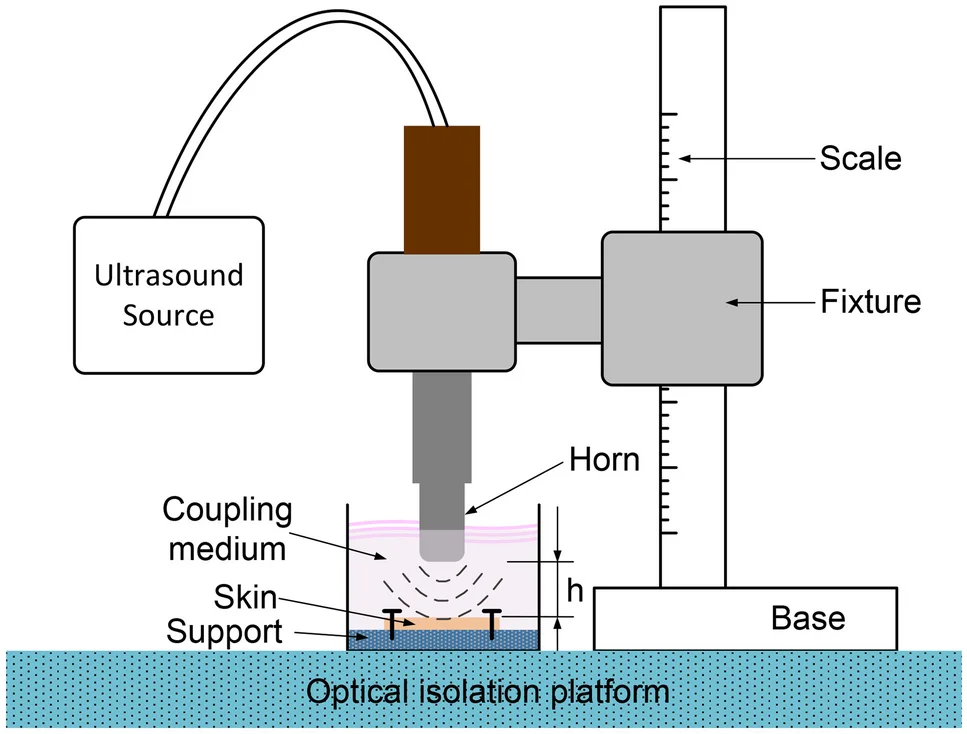 Scale
Ultrasound
Source
Fixture
Horn
Coupling
medium
h
Skin
Support
Base
Optical isolation platform